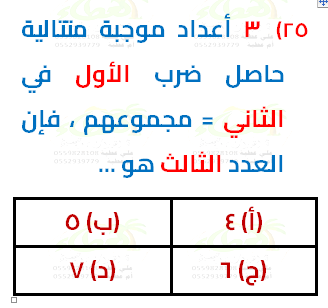 ٢٥) ٣ أعداد موجبة متتالية
حاصل ضرب الأول في
الثاني = مجموعهم ، فإن
العدد الثالث هو ...
(أ) ٤ (ب) ٥
(ج) ٦ (د) ٧